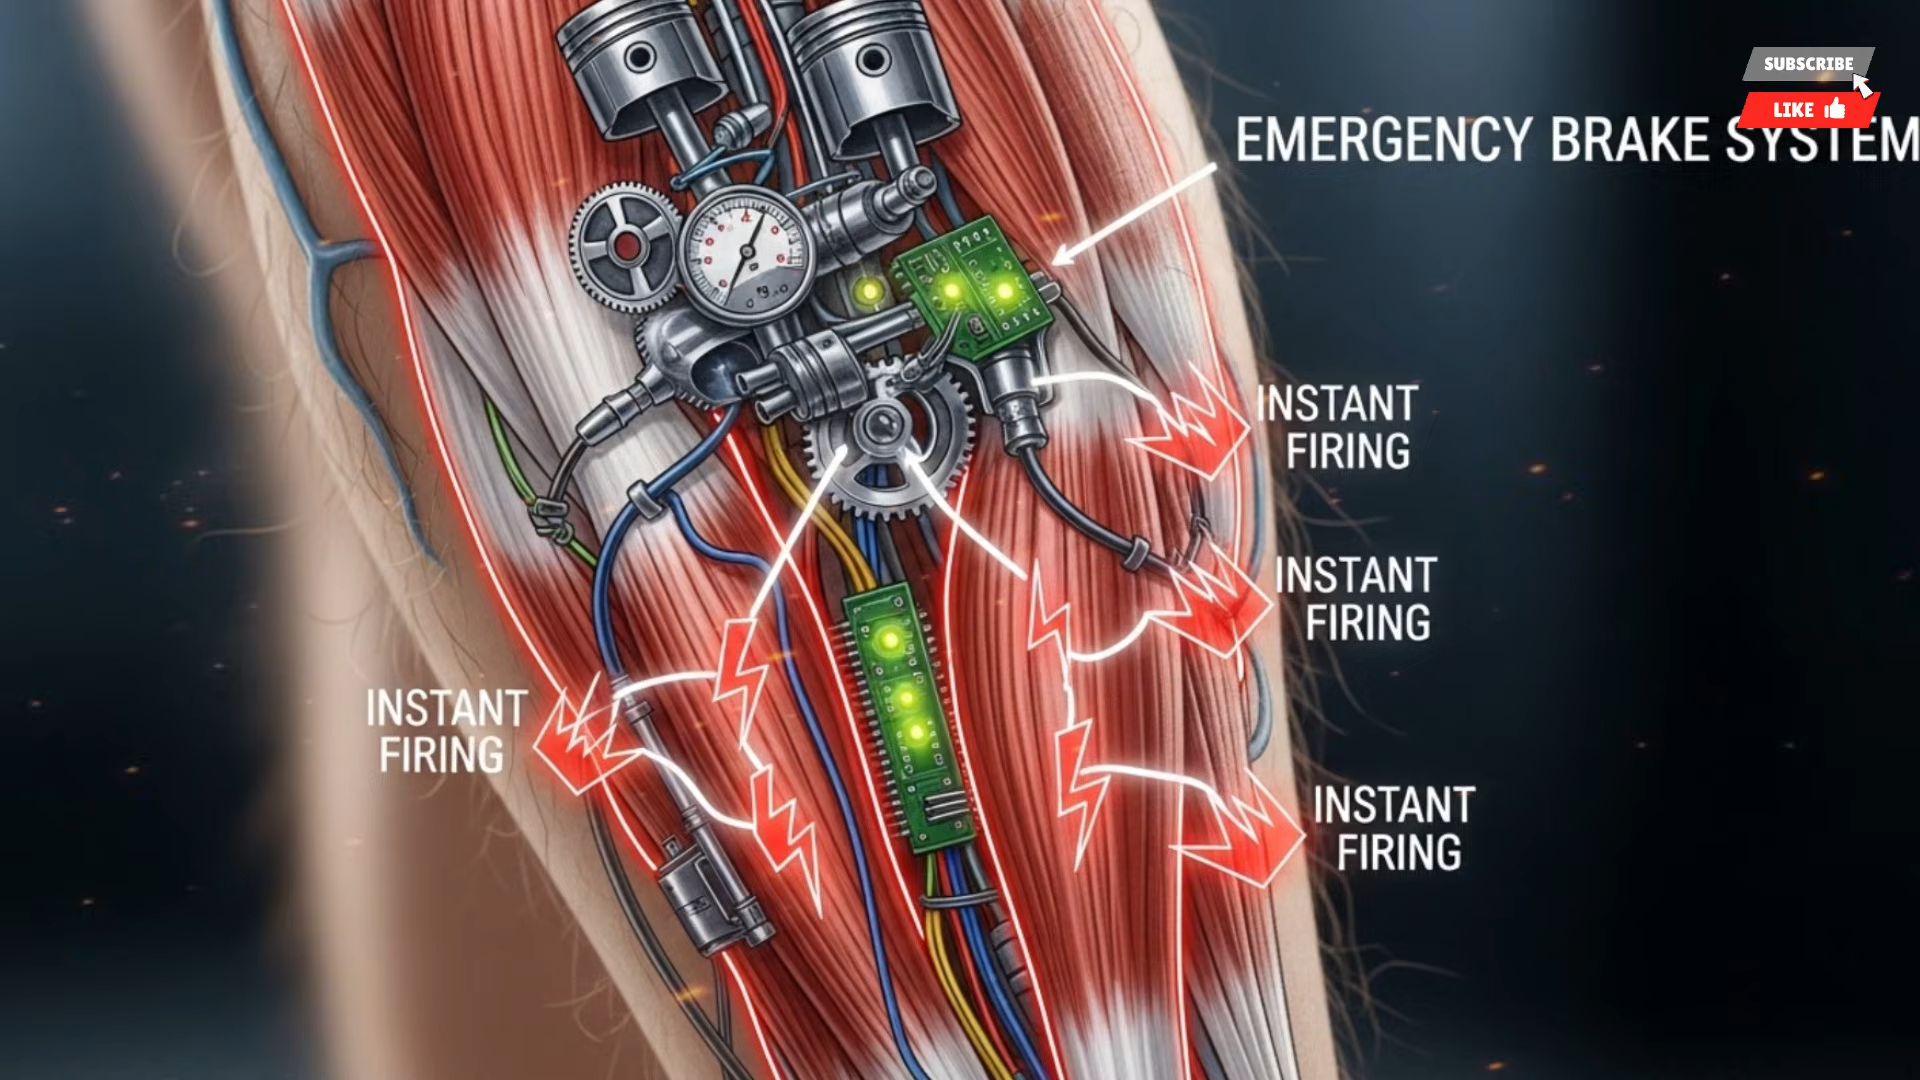 SUBSCRIBE
LIKE
EMERGENCY BRAKE SYSTEM
INSTANT
FIRING
INSTANT
FIRING
INSTANT
FIRING
INSTANT
FIRING